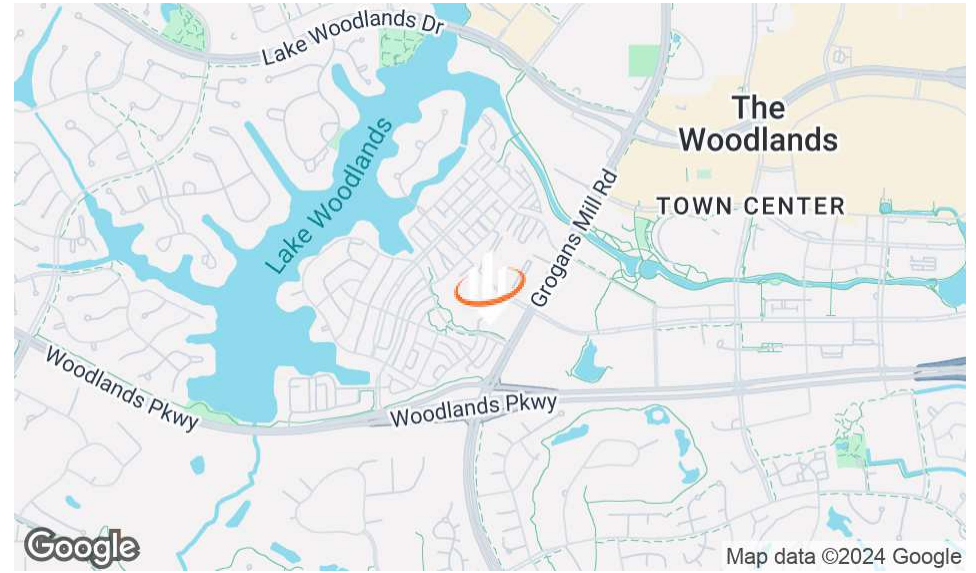 Lake Woodlands Dr
The
Woodlands
Lake Woodlands
TOWN CENTER
Grogans Mill Rd
Woodlands Pkwy
Woodlands Pkwy
Google
Map data ©2024 Google